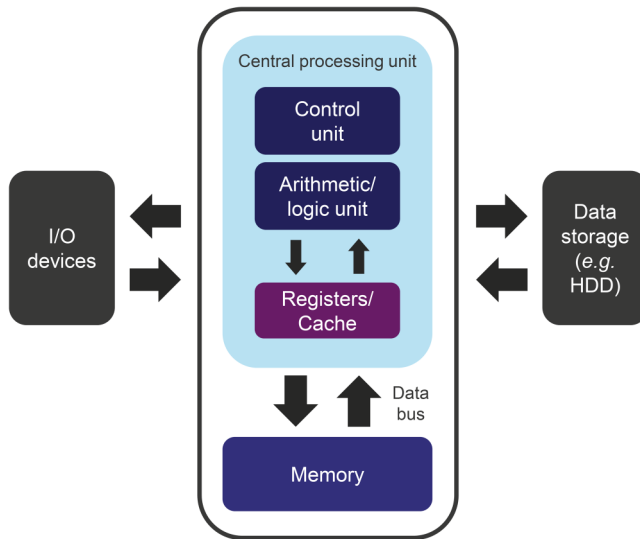 Central processing unit
Control
unit
Arithmetic/
logic unit
I/O
devices
Data
storage
(e.g.
HDD)
Registers/
Cache
Data
bus
Memory